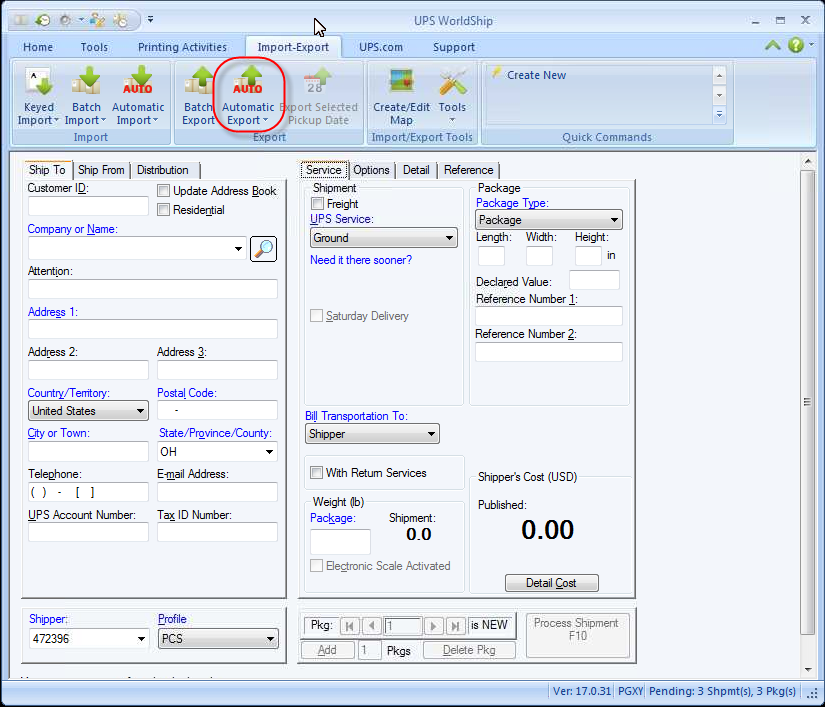 UPS WorldShip
Home Tools Printing Activities Import-Export UPS.com Support
A
AUTO AUTO 28
Keyed Import Batch Import Automatic Import Batch Export Automatic Export Export Selected Pickup Date Create/Edit Map Tools Create New
Import Export Import/Export Tools Quick Commands
Ship To Ship From Distribution
Customer ID:
Update Address Book
Residential
Company or Name:
Attention:
Address 1:
Address 2: Address 3:
Country/Territory: Postal Code:
United States -
City or Town: State/Province/County:
OH
Telephone: E-mail Address:
( ) - [ ]
UPS Account Number: Tax ID Number:
Shipper: Profile
472396 PCS
Service Options Detail Reference
Shipment
Freight
UPS Service:
Ground
Need it there sooner?
Saturday Delivery
Package
Package Type:
Package
Length: Width: Height:
in
Declared Value:
Reference Number 1:
Reference Number 2:
Bill Transportation To:
Shipper
With Return Services
Weight (lb)
Package: Shipment:
0.0
Electronic Scale Activated
Shipper's Cost (USD)
Published:
0.00
Detail Cost
Pkg: 1 is NEW
Add 1 Pkgs Delete Pkg
Process Shipment
F10
Ver: 17.0.31 PGXY Pending: 3 Shpmt(s), 3 Pkg(s)